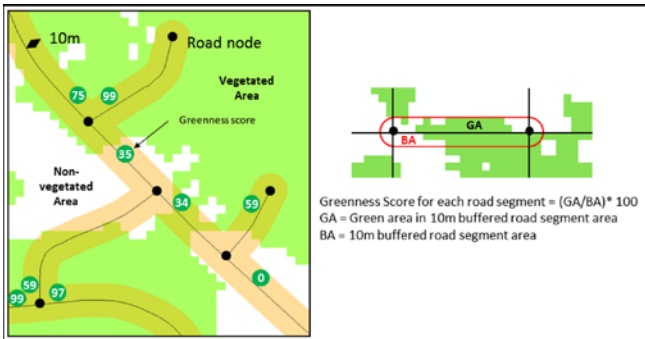 10m
Road node
Vegetated
Area
75
99
Greenness score
35
Non-
vegetated
Area
34
59
0
59
97
99
GA
BA
Greenness Score for each road segment = (GA/BA)* 100
GA = Green area in 10m buffered road segment area
BA = 10m buffered road segment area